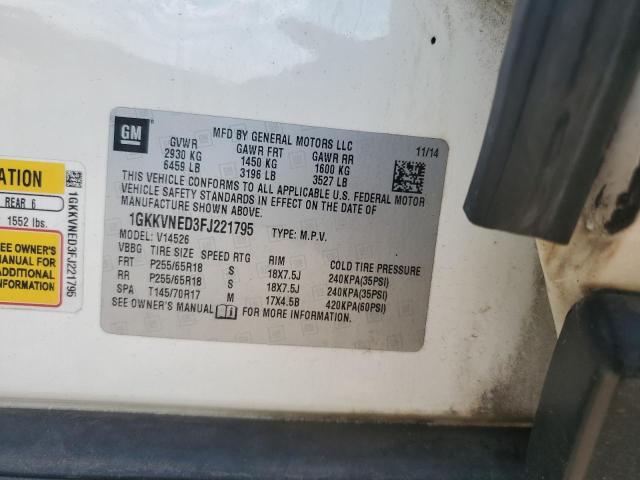 GM
MFD BY GENERAL MOTORS LLC
11/14
GVWR GAWR FRT GAWR RR
2930 KG 1450 KG 1600 KG
6459 LB 3196 LB 3527 LB
THIS VEHICLE CONFORMS TO ALL APPLICABLE U.S. FEDERAL MOTOR
VEHICLE SAFETY STANDARDS IN EFFECT ON THE DATE OF
MANUFACTURE SHOWN ABOVE.
1GKKVNED3FJ221795 TYPE: M.P.V.
MODEL: V14526
VBBG TIRE SIZE SPEED RTG RIM COLD TIRE PRESSURE
FRT P255/65R18 S 18X7.5J 240KPA(35PSI)
RR P255/65R18 S 18X7.5J 240KPA(35PSI)
SPA T145/70R17 M 17X4.5B 420KPA(60PSI)
SEE OWNER'S MANUAL FOR MORE INFORMATION.
ATION
REAR 6
1552 lbs.
SEE OWNER'S
MANUAL FOR
ADDITIONAL
INFORMATION
1GKKVNED3FJ221795